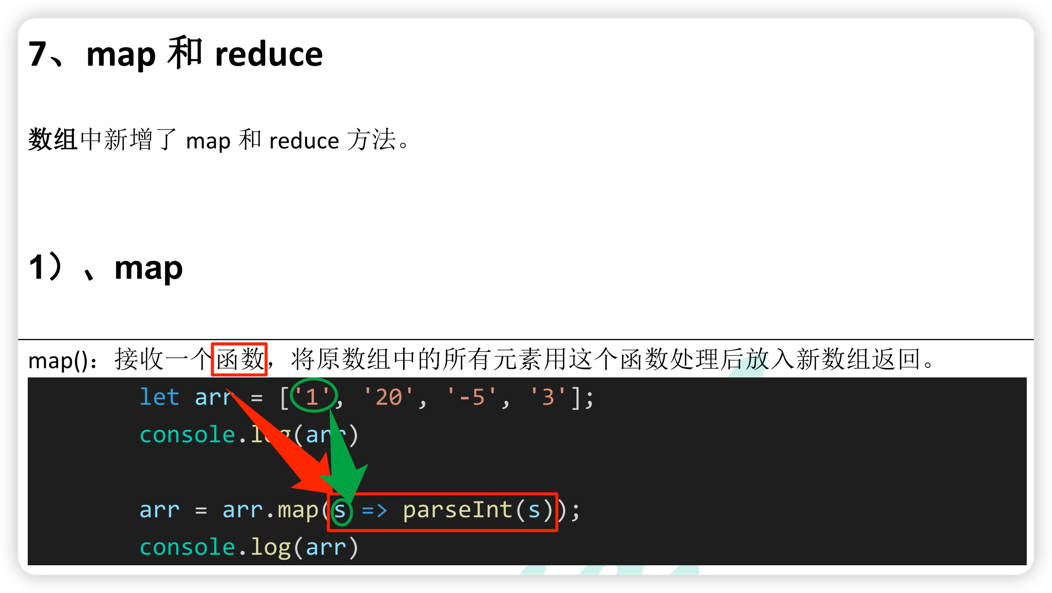 7、map 和 reduce
数组中新增了 map 和 reduce 方法。
1）、map
map()：接收一个函数，将原数组中的所有元素用这个函数处理后放入新数组返回。
let arr = ['1', '20', '-5', '3'];
console.log(arr)
arr = arr.map(s => parseInt(s));
console.log(arr)